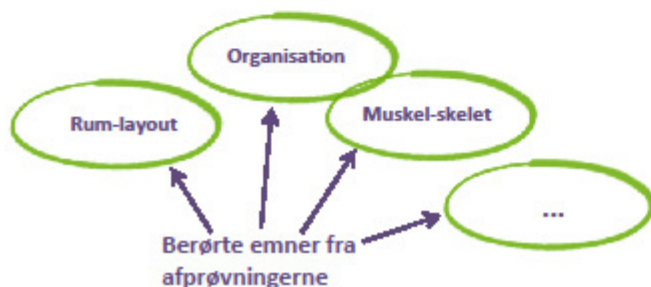 Organisation
Rum-layout
Muskel-skelet
...
Berørte emner fra
afprøvningerne